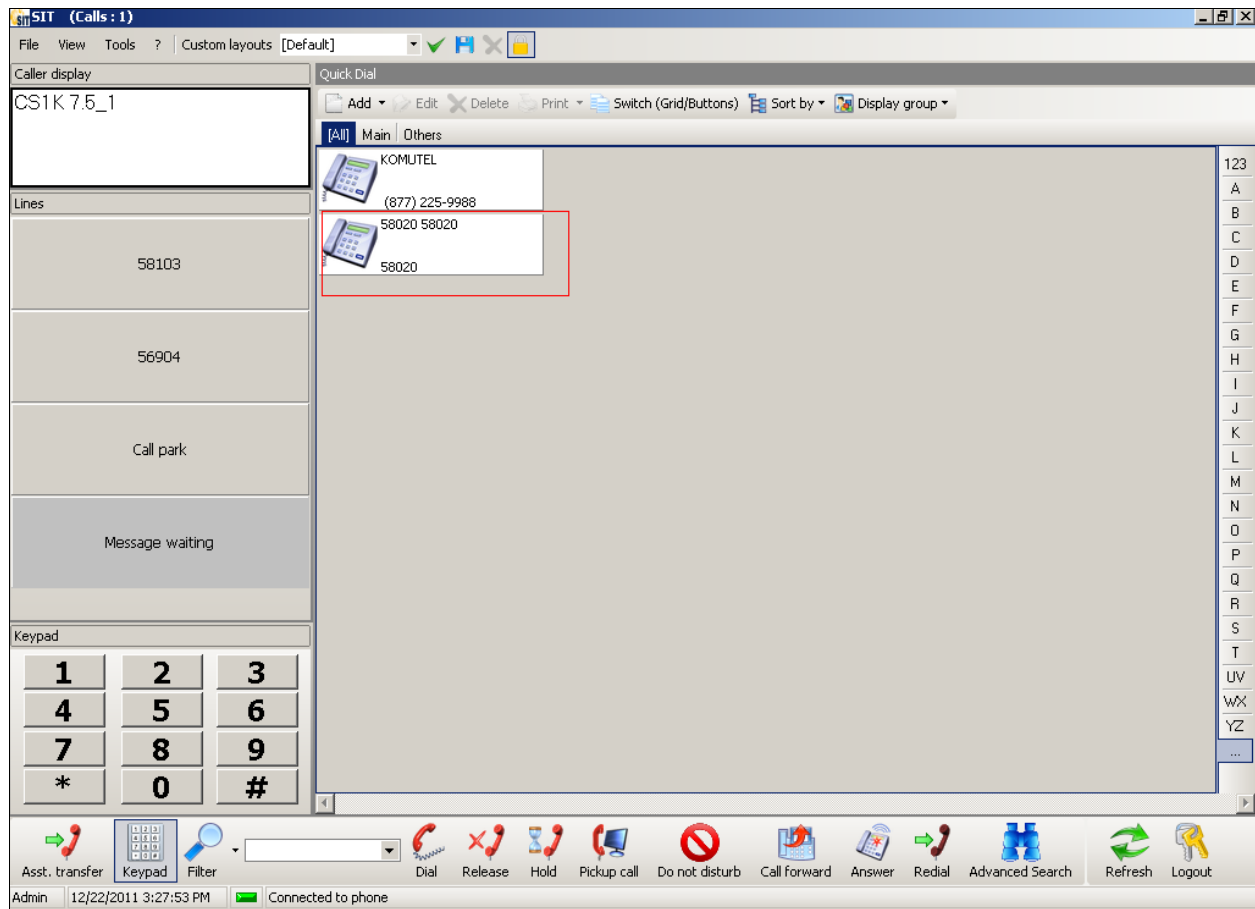 SIT (Calls : 1)
File View Tools ? Custom layouts [Default]
Caller display
CS1K 7.5_1
Quick Dial
Add Edit Delete Print Switch (Grid/Buttons) Sort by Display group
[All] Main Others
KOMUTEL
(877) 225-9988
58020 58020
58020
Lines
58103
56904
Call park
Message waiting
Keypad
1 2 3
4 5 6
7 8 9
* 0 #
123
A
B
C
D
E
F
G
H
I
J
K
L
M
N
O
P
Q
R
S
T
UV
WX
YZ
...
Asst. transfer Keypad Filter Dial Release Hold Pickup call Do not disturb Call forward Answer Redial Advanced Search Refresh Logout
Admin 12/22/2011 3:27:53 PM Connected to phone